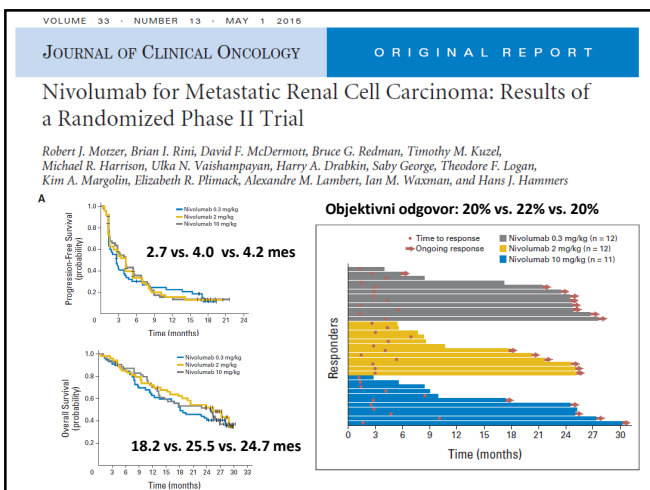 VOLUME 33 · NUMBER 13 · MAY 1 2015
JOURNAL OF CLINICAL ONCOLOGY
ORIGINAL REPORT
Nivolumab for Metastatic Renal Cell Carcinoma: Results of
a Randomized Phase II Trial
Robert J. Motzer, Brian I. Rini, David F. McDermott, Bruce G. Redman, Timothy M. Kuzel,
Michael R. Harrison, Ulka N. Vaishampayan, Harry A. Drabkin, Saby George, Theodore F. Logan,
Kim A. Margolin, Elizabeth R. Plimack, Alexandre M. Lambert, Ian M. Waxman, and Hans J. Hammers
A
Progression-Free Survival
(probability)
1.0
0.8
0.6
0.4
0.2
0
3 6 9 12 15 18 21 24
Time (months)
Nivolumab 0.3 mg/kg
Nivolumab 2 mg/kg
Nivolumab 10 mg/kg
2.7 vs. 4.0 vs. 4.2 mes
Overall Survival
(probability)
1.0
0.8
0.6
0.4
0.2
0
3 6 9 12 15 18 21 24 27 30 33
Time (months)
Nivolumab 0.3 mg/kg
Nivolumab 2 mg/kg
Nivolumab 10 mg/kg
18.2 vs. 25.5 vs. 24.7 mes
Objektivni odgovor: 20% vs. 22% vs. 20%
Time to response
Ongoing response
Nivolumab 0.3 mg/kg (n = 12)
Nivolumab 2 mg/kg (n = 12)
Nivolumab 10 mg/kg (n = 11)
Responders
0 3 6 9 12 15 18 21 24 27 30
Time (months)